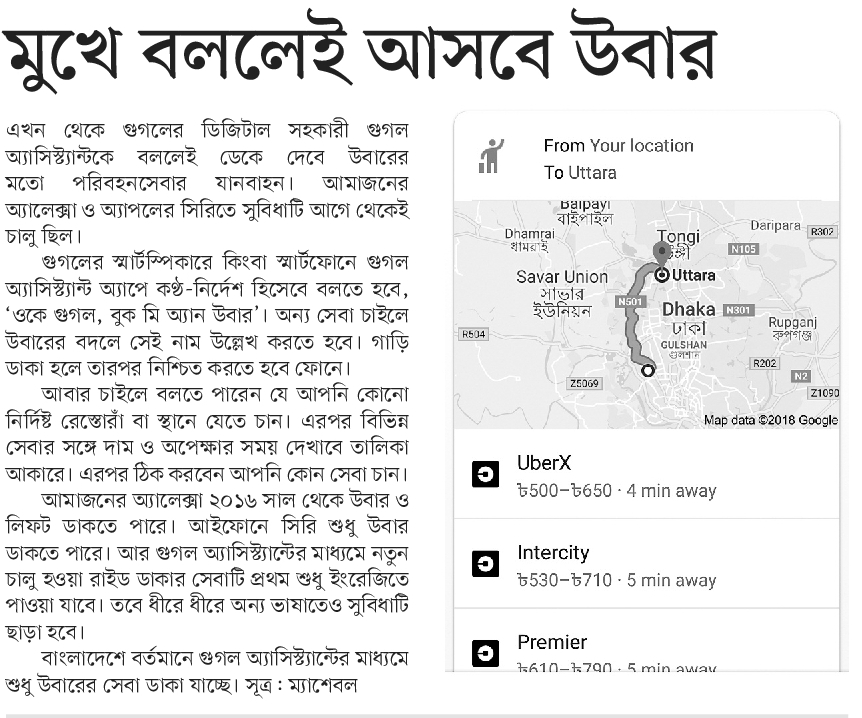 মুখে বললেই আসবে উবার
এখন থেকে গুগলের ডিজিটাল সহকারী গুগল
অ্যাসিস্ট্যান্টকে বললেই ডেকে দেবে উবারের
মতো পরিবহনসেবার যানবাহন। আমাজনের
অ্যালেক্সা ও অ্যাপলের সিরিতে সুবিধাটি আগে থেকেই
চালু ছিল।
গুগলের স্মার্টস্পিকারে কিংবা স্মার্টফোনে গুগল
অ্যাসিস্ট্যান্ট অ্যাপে কণ্ঠ-নির্দেশ হিসেবে বলতে হবে,
‘ওকে গুগল, বুক মি অ্যান উবার’। অন্য সেবা চাইলে
উবারের বদলে সেই নাম উল্লেখ করতে হবে। গাড়ি
ডাকা হলে তারপর নিশ্চিত করতে হবে ফোনে।
আবার চাইলে বলতে পারেন যে আপনি কোনো
নির্দিষ্ট রেস্তোরাঁ বা স্থানে যেতে চান। এরপর বিভিন্ন
সেবার সঙ্গে দাম ও অপেক্ষার সময় দেখাবে তালিকা
আকারে। এরপর ঠিক করবেন আপনি কোন সেবা চান।
আমাজনের অ্যালেক্সা ২০১৬ সাল থেকে উবার ও
লিফট ডাকতে পারে। আইফোনে সিরি শুধু উবার
ডাকতে পারে। আর গুগল অ্যাসিস্ট্যান্টের মাধ্যমে নতুন
চালু হওয়া রাইড ডাকার সেবাটি প্রথম শুধু ইংরেজিতে
পাওয়া যাবে। তবে ধীরে ধীরে অন্য ভাষাতেও সুবিধাটি
ছাড়া হবে।
বাংলাদেশে বর্তমানে গুগল অ্যাসিস্ট্যান্টের মাধ্যমে
শুধু উবারের সেবা ডাকা যাচ্ছে। সূত্র : ম্যাশেবল
From Your location
To Uttara
Baipayl
বাইপাইল
Dhamrai
ধামরাই
Tongi
Daripara
R302
N105
Uttara
Savar Union
সাভার
ইউনিয়ন
N501
Dhaka
ঢাকা
N301
GULSHAN
গুলশান
Rupganj
রূপগঞ্জ
R504
R202
Z5069
N2
Z1090
Map data ©2018 Google
UberX
৳500–৳650 · 4 min away
Intercity
৳530–৳710 · 5 min away
Premier
৳610–৳790 · 5 min away